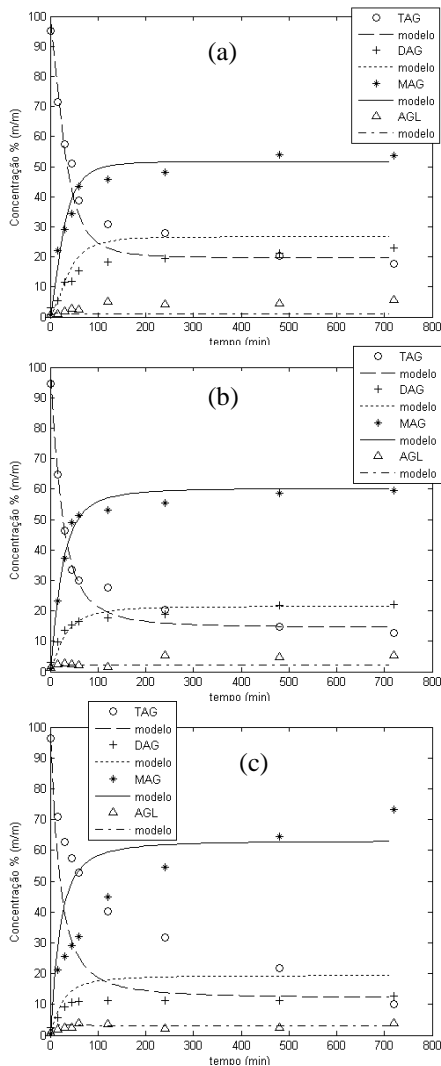 (a)
TAG
modelo
DAG
modelo
MAG
modelo
AGL
modelo
Concentração % (m/m)
100
90
80
70
60
50
40
30
20
10
0
0 100 200 300 400 500 600 700 800
tempo (min)
(b)
TAG
modelo
DAG
modelo
MAG
modelo
AGL
modelo
Concentração % (m/m)
100
90
80
70
60
50
40
30
20
10
0
0 100 200 300 400 500 600 700 800
tempo (min)
(c)
TAG
modelo
DAG
modelo
MAG
modelo
AGL
modelo
Concentração % (m/m)
100
90
80
70
60
50
40
30
20
10
0
0 100 200 300 400 500 600 700 800
tempo (min)